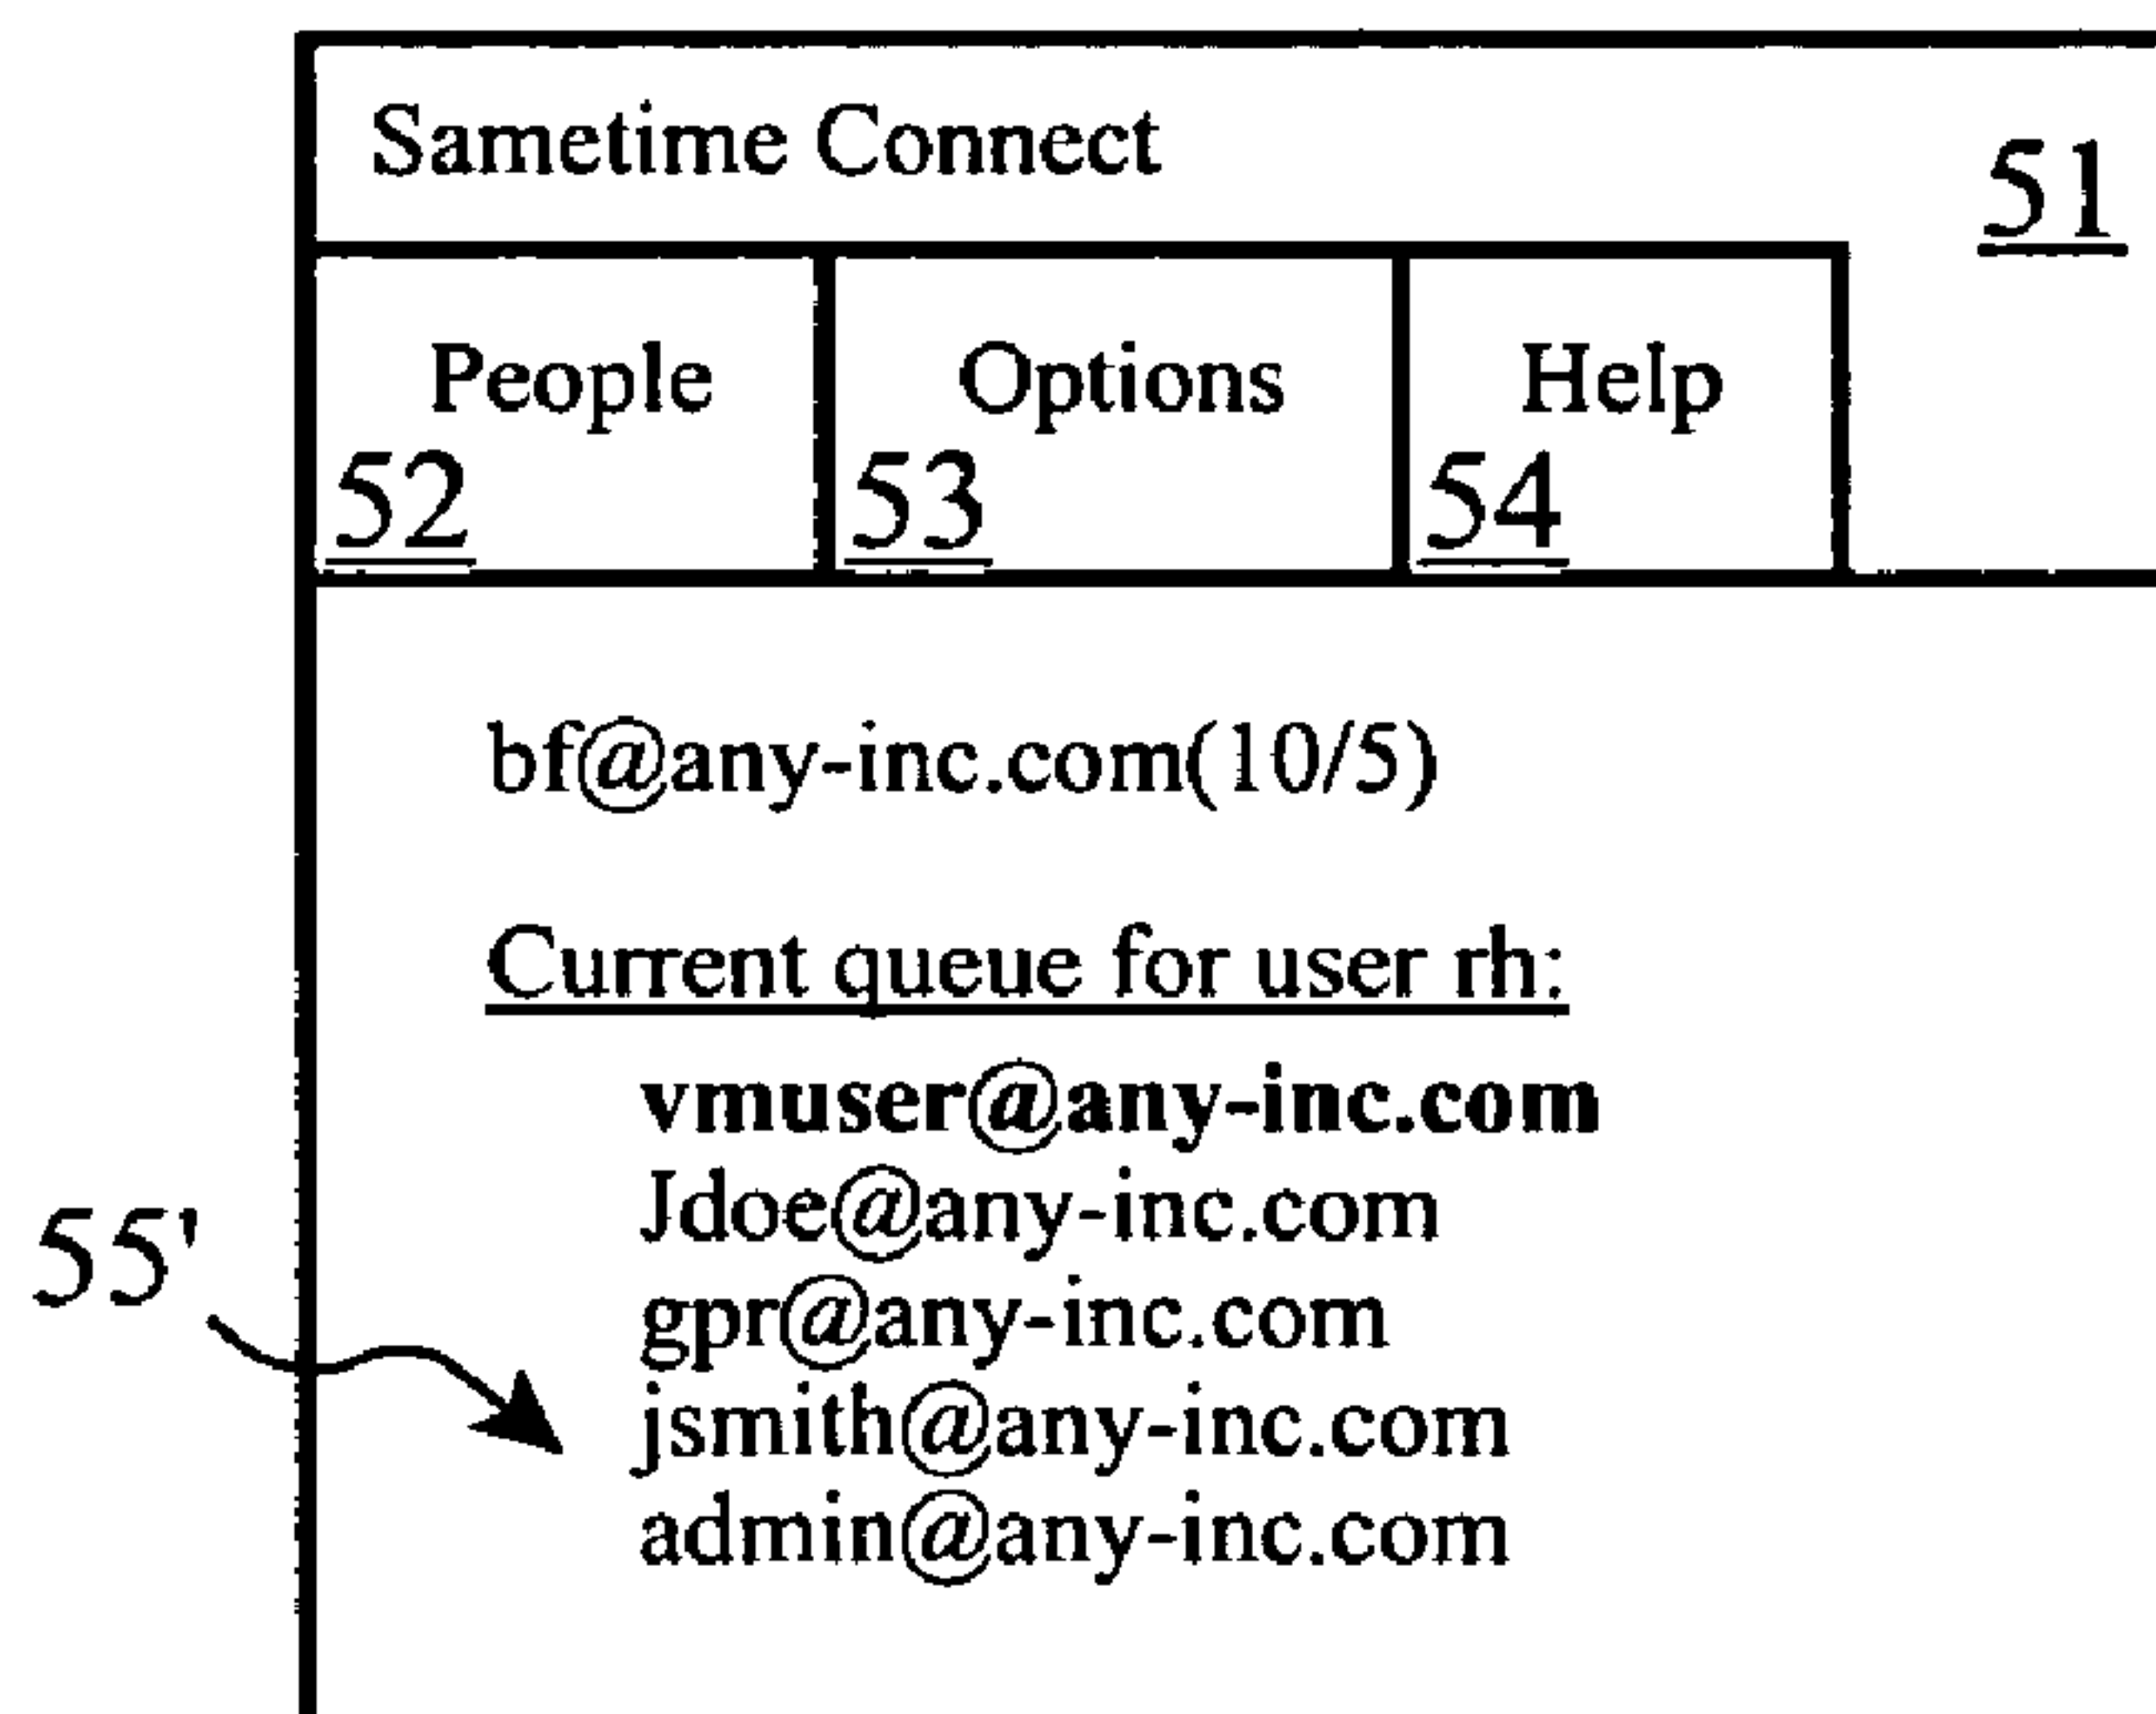 Sametime Connect
51
People Options Help
52 53 54
bf@any-inc.com(10/5)
Current queue for user rh:
vmuser@any-inc.com
Jdoe@any-inc.com
55'
gpr@any-inc.com
jsmith@any-inc.com
admin@any-inc.com